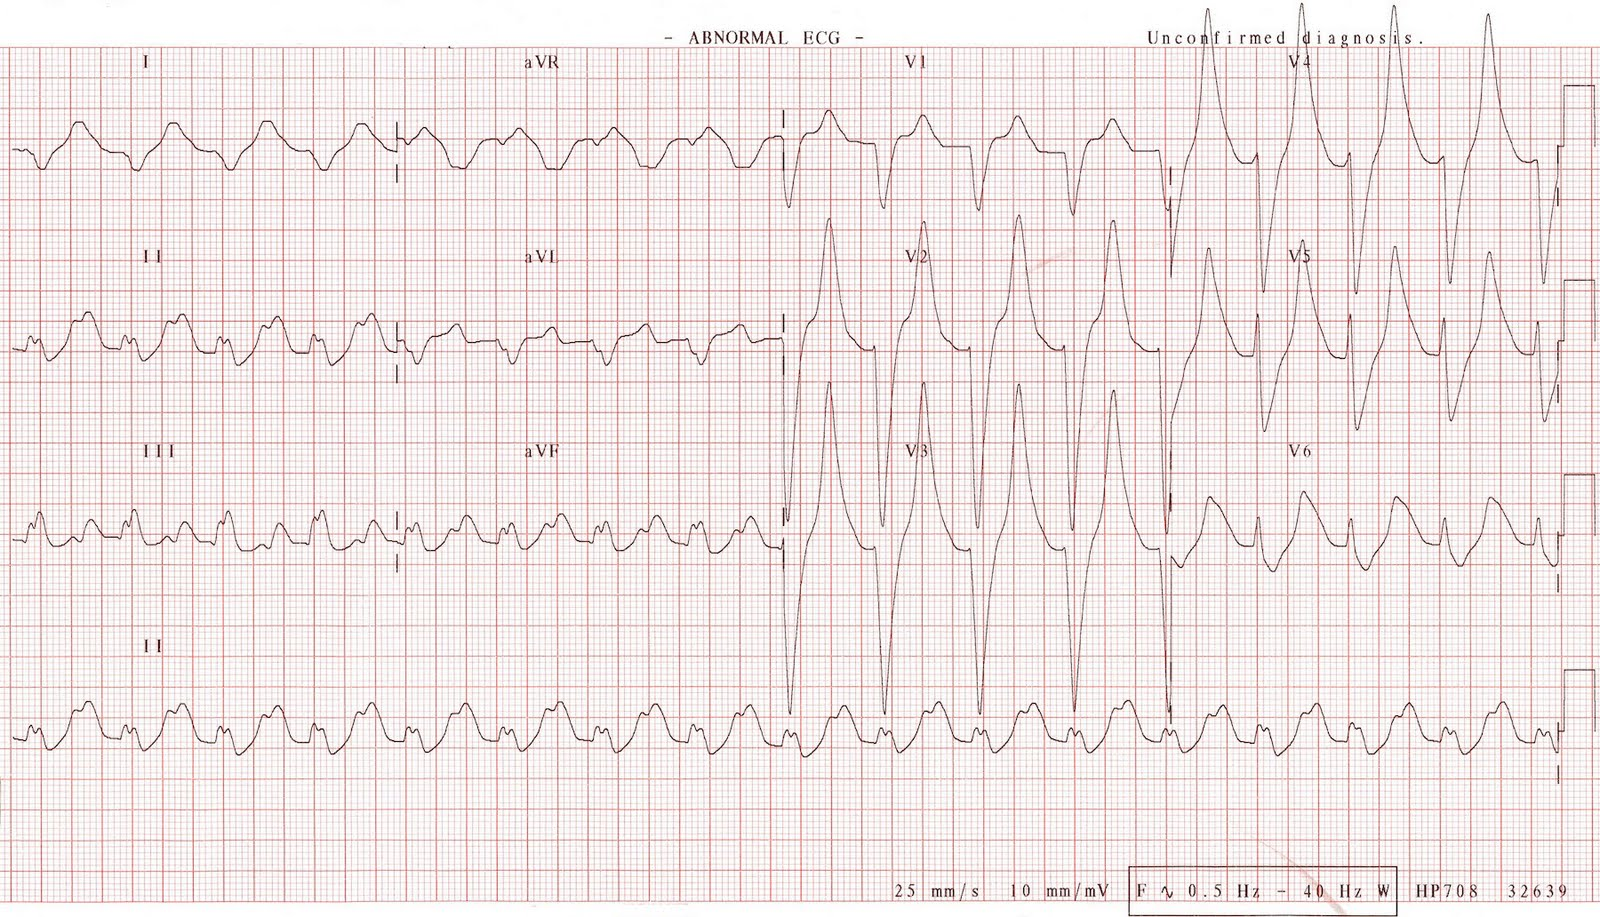 - ABNORMAL ECG -
Unconfirmed diagnosis.
I aVR V1 V4
II aVL V2 V5
III aVF V3 V6
II
25 mm/s 10 mm/mV F ∿ 0.5 Hz - 40 Hz W HP708 32639